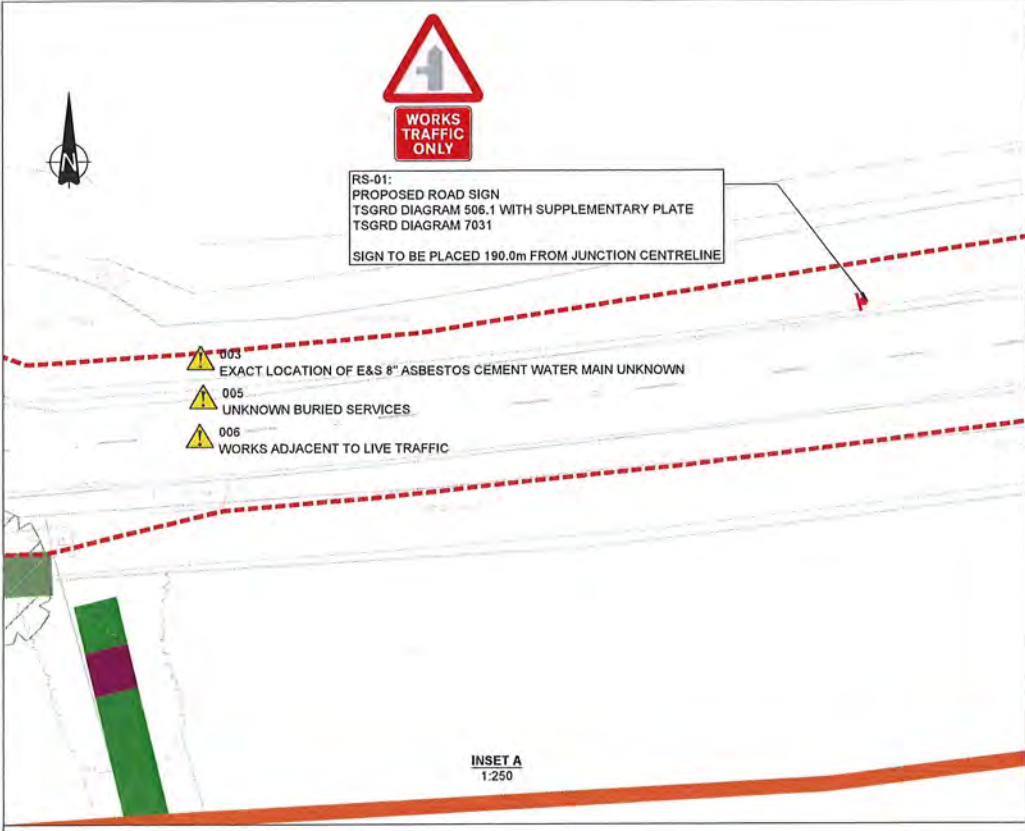 WORKS
TRAFFIC
ONLY
N
RS-01:
PROPOSED ROAD SIGN
TSGRD DIAGRAM 506.1 WITH SUPPLEMENTARY PLATE
TSGRD DIAGRAM 7031
SIGN TO BE PLACED 190.0m FROM JUNCTION CENTRELINE
003
EXACT LOCATION OF E&S 8" ASBESTOS CEMENT WATER MAIN UNKNOWN
005
UNKNOWN BURIED SERVICES
006
WORKS ADJACENT TO LIVE TRAFFIC
INSET A
1:250